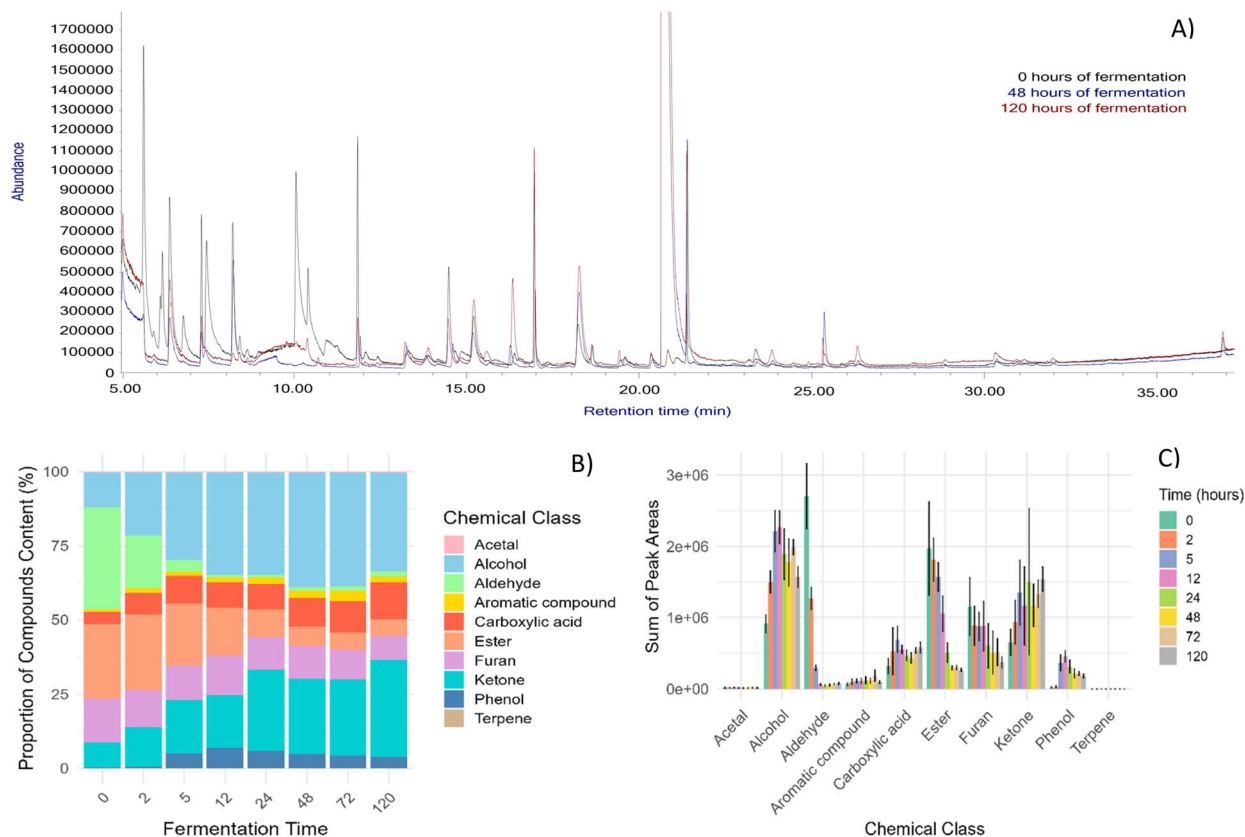 A)
1700000
1600000
1500000
1400000
1300000
1200000
1100000
1000000
900000
800000
700000
600000
500000
400000
300000
200000
100000
0
Abundance
0 hours of fermentation
48 hours of fermentation
120 hours of fermentation
5.00 10.00 15.00 20.00 25.00 30.00 35.00
Retention time (min)
B)
Proportion of Compounds Content (%)
100
75
50
25
0
0 2 5 12 24 48 72 120
Fermentation Time
Chemical Class
Acetal
Alcohol
Aldehyde
Aromatic compound
Carboxylic acid
Ester
Furan
Ketone
Phenol
Terpene
C)
Sum of Peak Areas
3e+06
2e+06
1e+06
0e+00
Acetal
Alcohol
Aldehyde
Aromatic compound
Carboxylic acid
Ester
Furan
Ketone
Phenol
Terpene
Chemical Class
Time (hours)
0
2
5
12
24
48
72
120